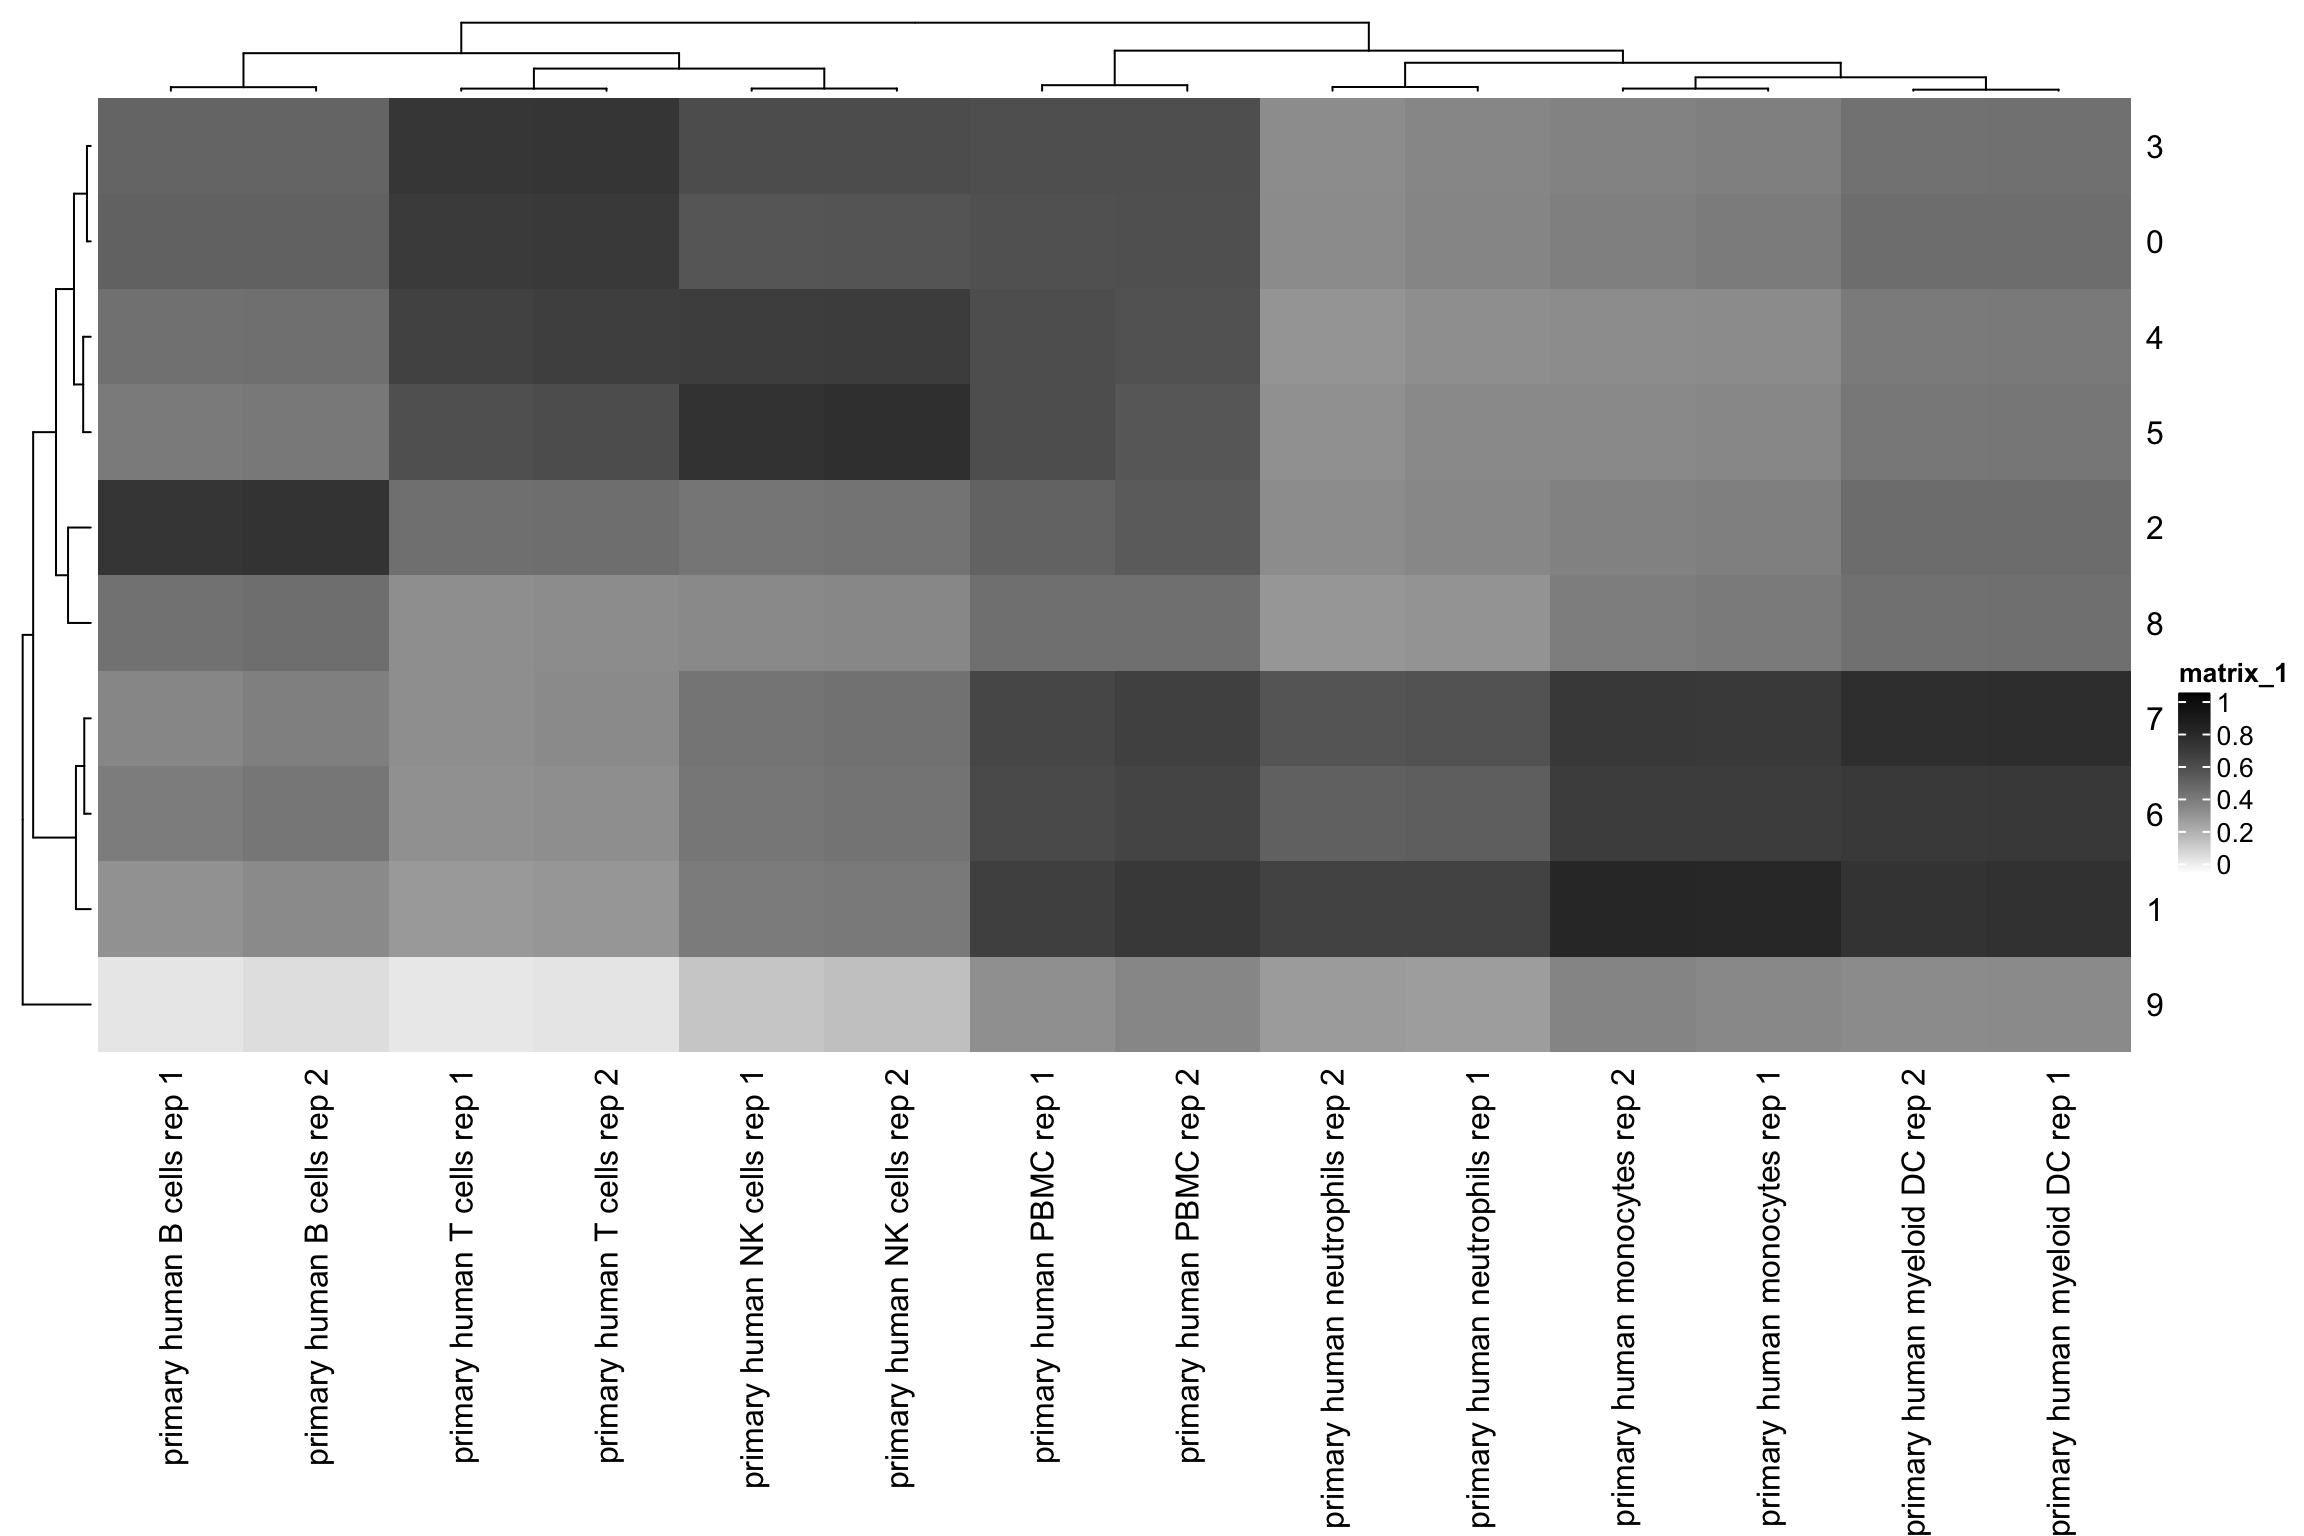 3
0
4
5
2
8
7
6
1
9
matrix_1
1
0.8
0.6
0.4
0.2
0
primary human B cells rep 1
primary human B cells rep 2
primary human T cells rep 1
primary human T cells rep 2
primary human NK cells rep 1
primary human NK cells rep 2
primary human PBMC rep 1
primary human PBMC rep 2
primary human neutrophils rep 2
primary human neutrophils rep 1
primary human monocytes rep 2
primary human monocytes rep 1
primary human myeloid DC rep 2
primary human myeloid DC rep 1